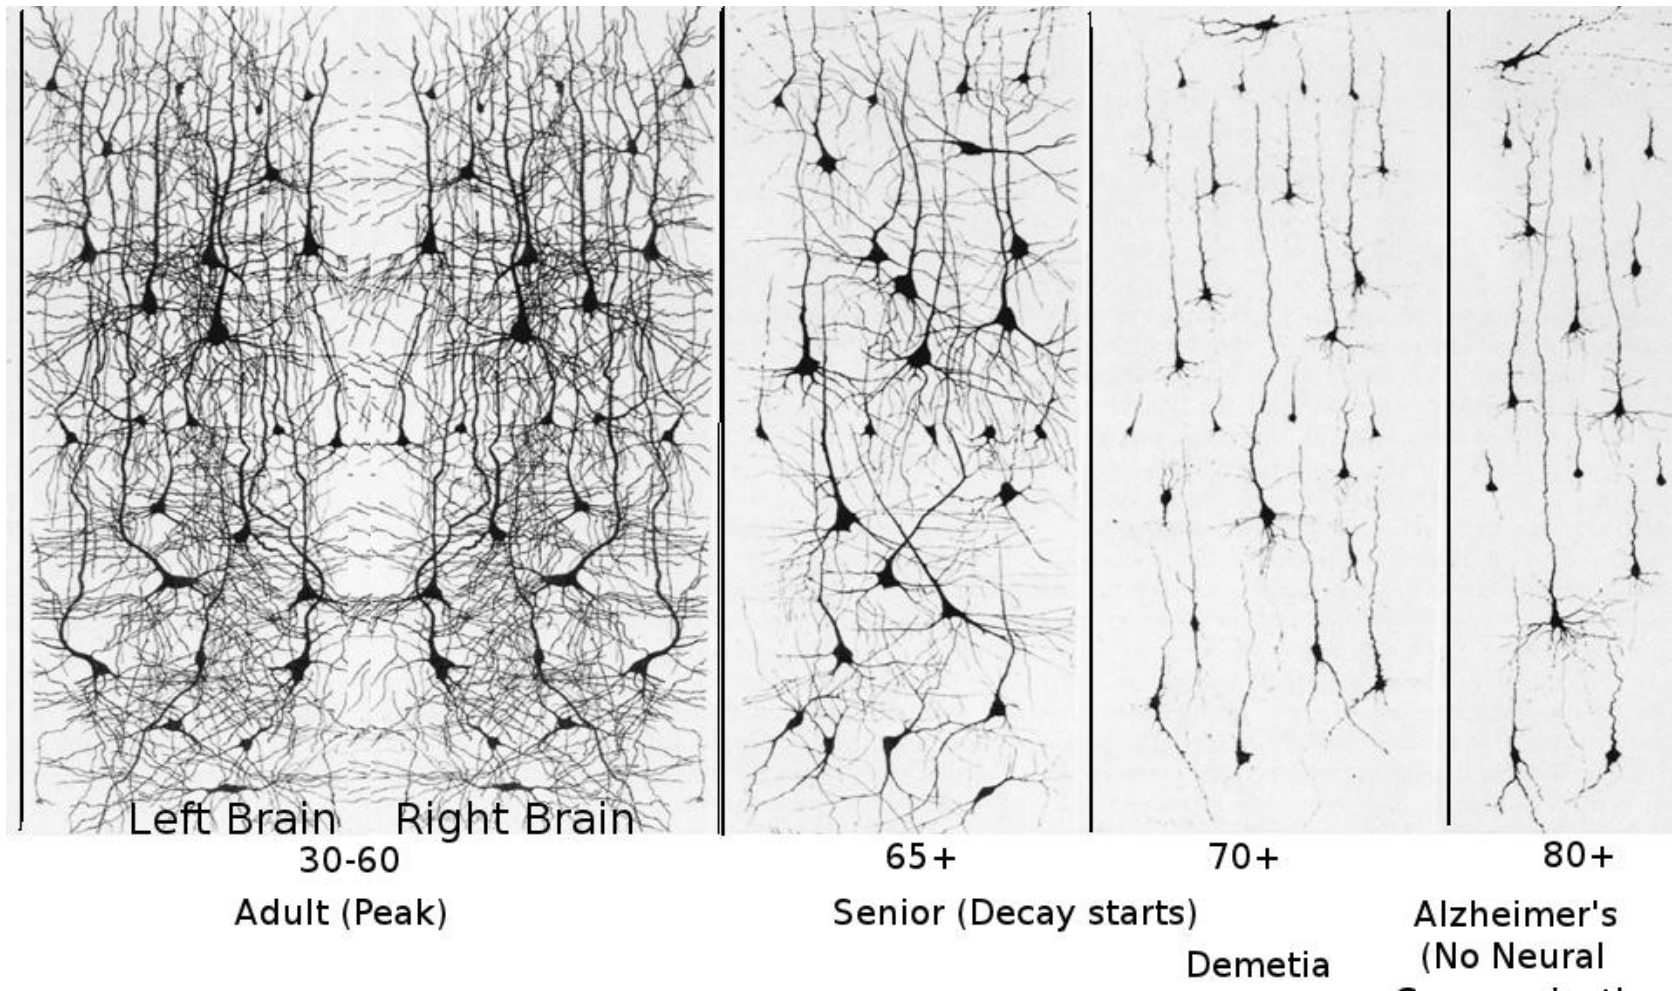 Left Brain
Right Brain
30-60
65+
70+
80+
Adult (Peak)
Senior (Decay starts)
Alzheimer's
(No Neural
Demetia